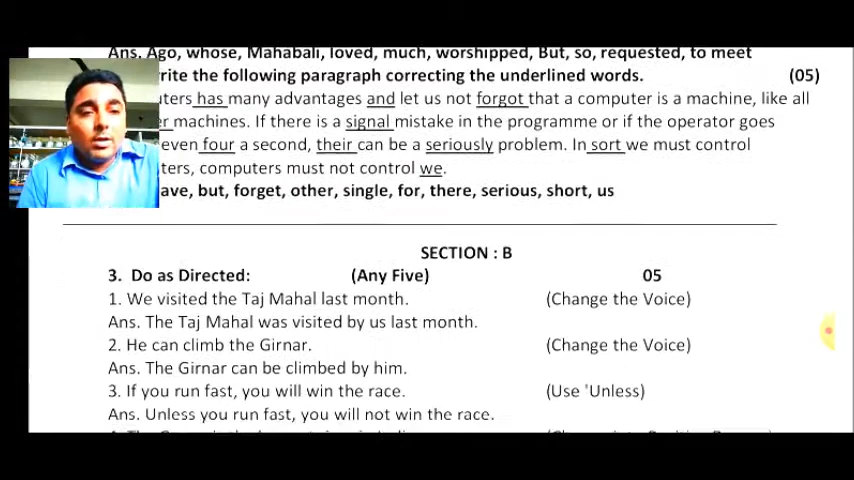 Ans. Ago, whose, Mahabali, loved, much, worshipped, But, so, requested, to meet
rite the following paragraph correcting the underlined words. (05)
uters has many advantages and let us not forgot that a computer is a machine, like all
r machines. If there is a signal mistake in the programme or if the operator goes
even four a second, their can be a seriously problem. In sort we must control
ters, computers must not control we.
ave, but, forget, other, single, for, there, serious, short, us
SECTION : B
3. Do as Directed: (Any Five) 05
1. We visited the Taj Mahal last month. (Change the Voice)
Ans. The Taj Mahal was visited by us last month.
2. He can climb the Girnar. (Change the Voice)
Ans. The Girnar can be climbed by him.
3. If you run fast, you will win the race. (Use 'Unless)
Ans. Unless you run fast, you will not win the race.